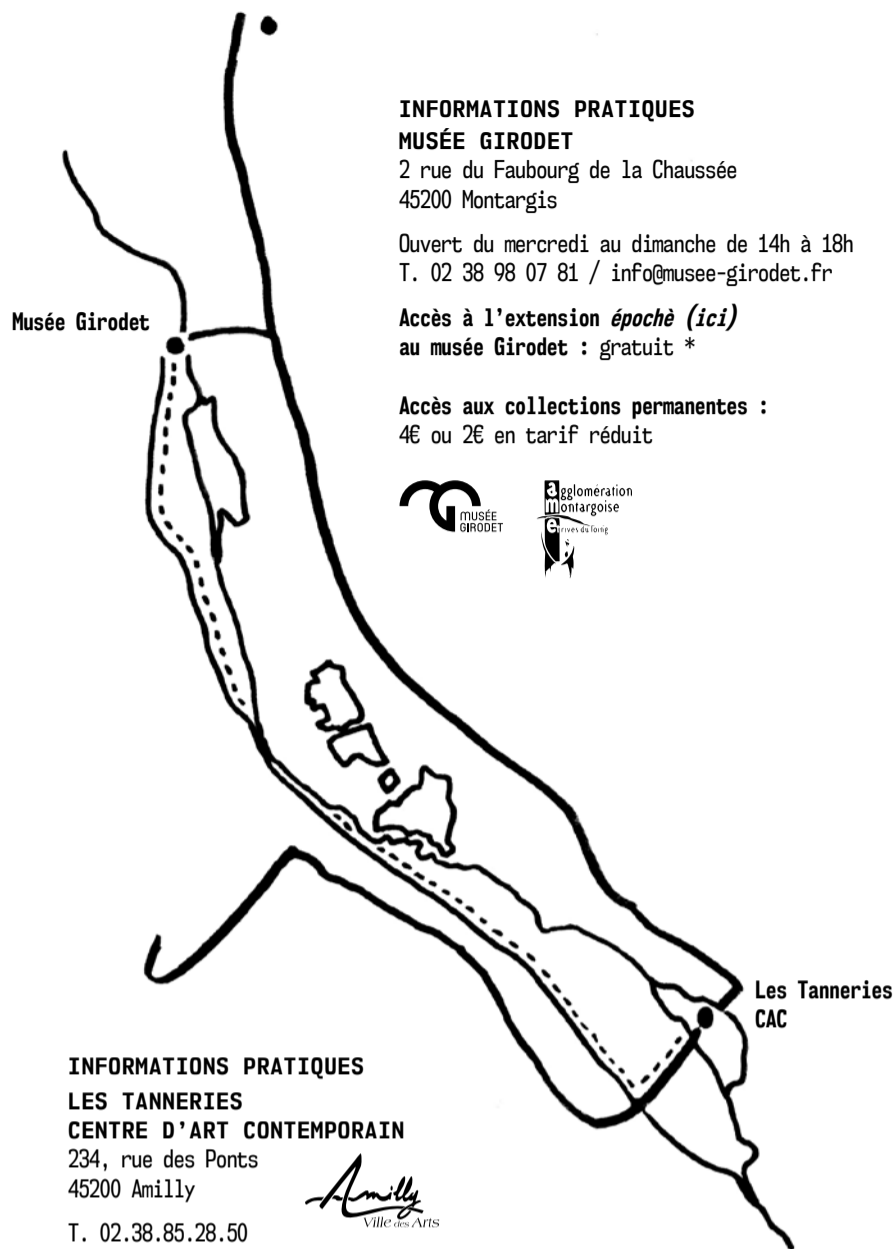 INFORMATIONS PRATIQUES
MUSÉE GIRODET
2 rue du Faubourg de la Chaussée
45200 Montargis
Ouvert du mercredi au dimanche de 14h à 18h
T. 02 38 98 07 81 / info@musee-girodet.fr
Accès à l'extension épochè (ici)
au musée Girodet : gratuit *
Accès aux collections permanentes :
4€ ou 2€ en tarif réduit
MUSÉE
GIRODET
agglomération
montargoise
rives du loing
Musée Girodet
Les Tanneries
CAC
INFORMATIONS PRATIQUES
LES TANNERIES
CENTRE D'ART CONTEMPORAIN
234, rue des Ponts
45200 Amilly
T. 02.38.85.28.50
Amilly
Ville des Arts